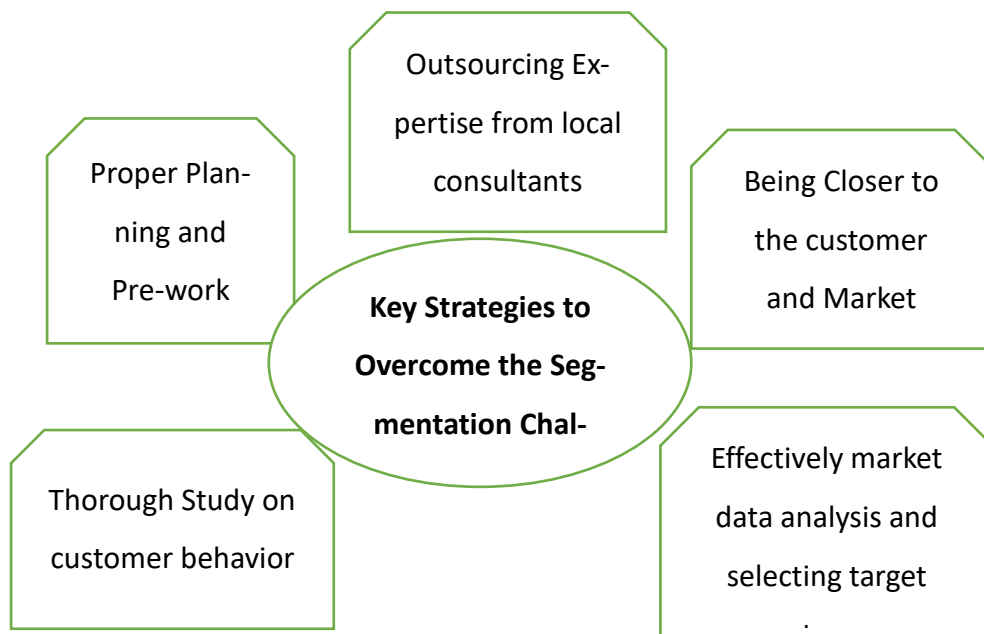 Outsourcing Ex-
pertise from local
consultants
Proper Plan-
ning and
Pre-work
Being Closer to
the customer
and Market
Key Strategies to
Overcome the Seg-
mentation Chal-
Thorough Study on
customer behavior
Effectively market
data analysis and
selecting target